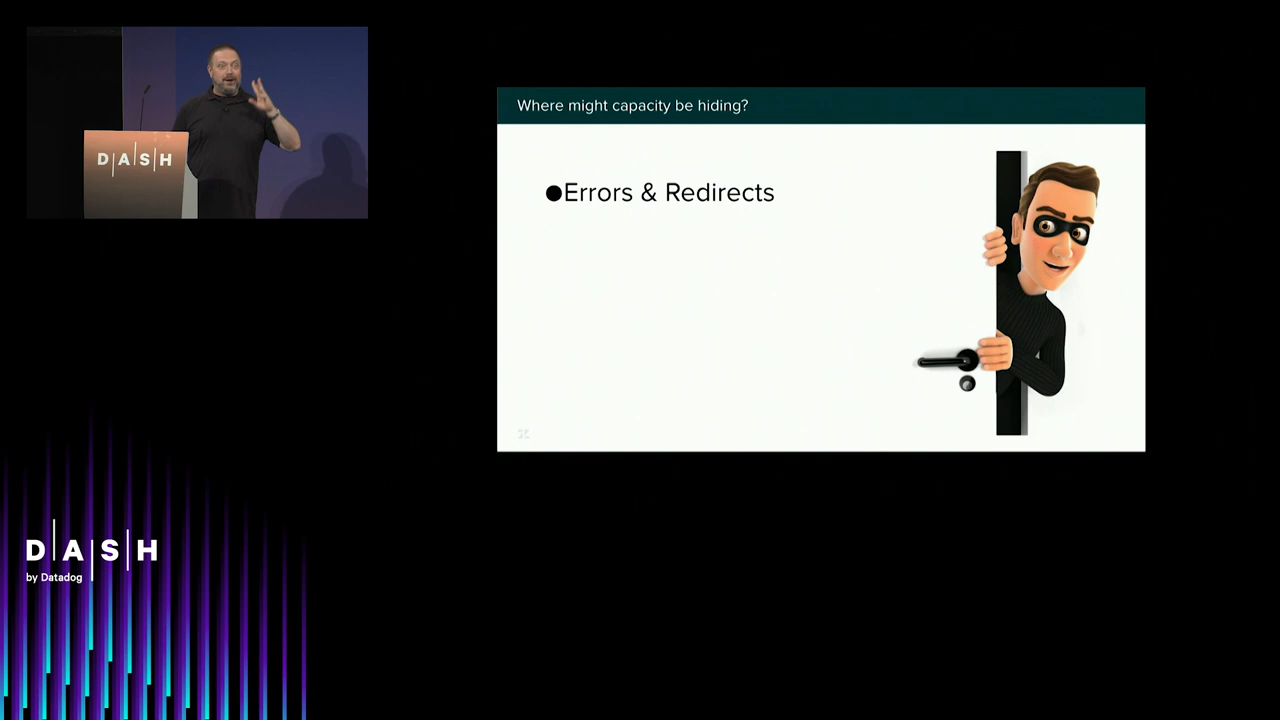 D|A|S|H
Where might capacity be hiding?
●Errors & Redirects
D|A|S|H
by Datadog